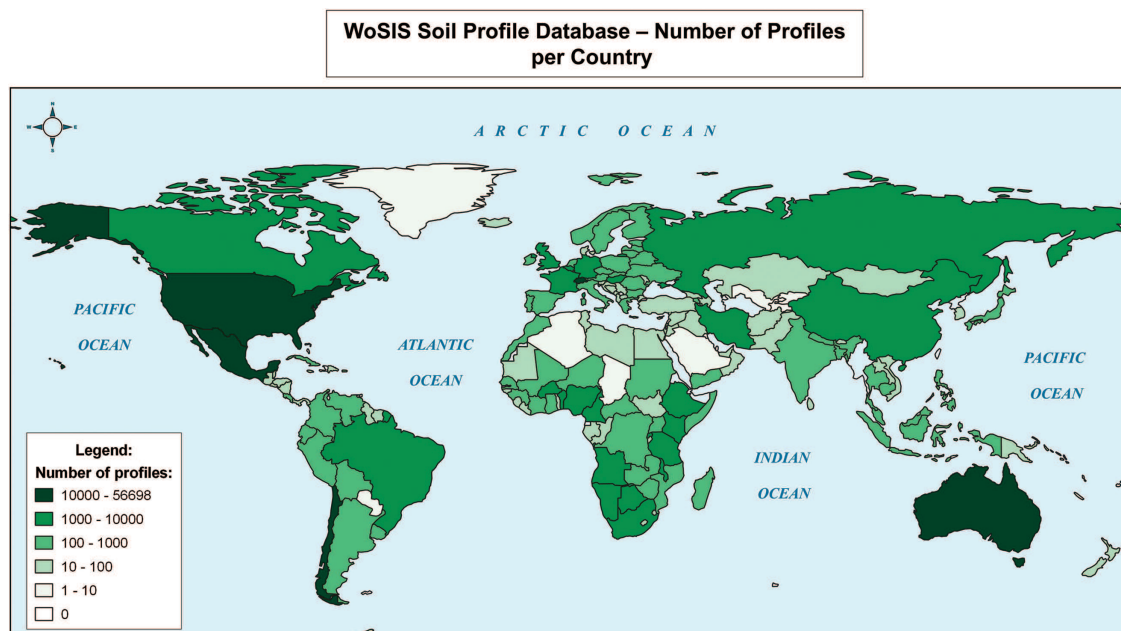 WoSIS Soil Profile Database – Number of Profiles
per Country
N
W
E
S
ARCTIC OCEAN
PACIFIC
OCEAN
ATLANTIC
OCEAN
PACIFIC
OCEAN
INDIAN
OCEAN
Legend:
Number of profiles:
10000 - 56698
1000 - 10000
100 - 1000
10 - 100
1 - 10
0